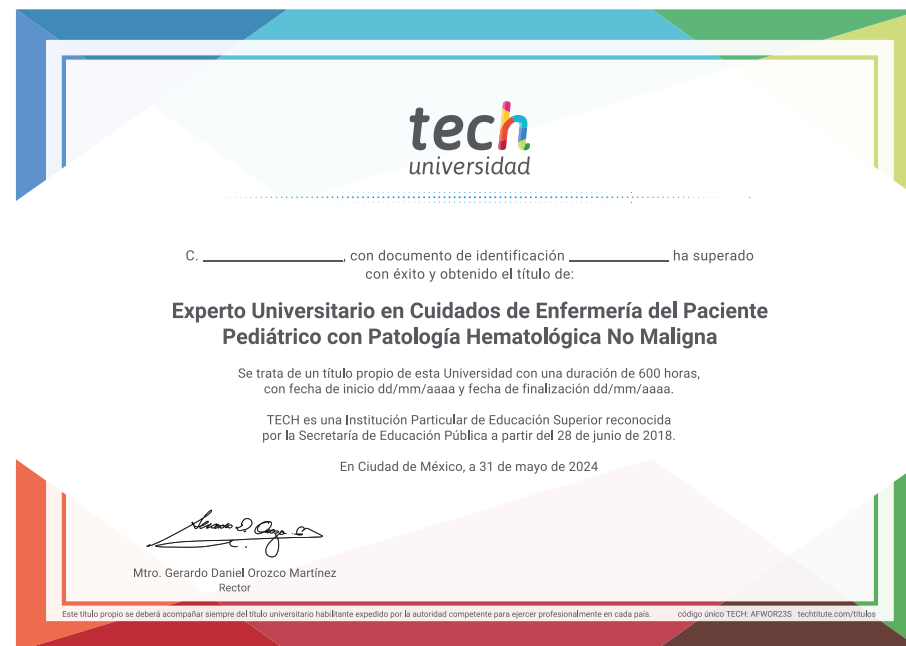 tech
universidad
C. ____________________, con documento de identificación ______________ ha superado
con éxito y obtenido el título de:
Experto Universitario en Cuidados de Enfermería del Paciente
Pediátrico con Patología Hematológica No Maligna
Se trata de un título propio de esta Universidad con una duración de 600 horas,
con fecha de inicio dd/mm/aaaa y fecha de finalización dd/mm/aaaa.
TECH es una Institución Particular de Educación Superior reconocida
por la Secretaría de Educación Pública a partir del 28 de junio de 2018.
En Ciudad de México, a 31 de mayo de 2024
Mtro. Gerardo Daniel Orozco Martínez
Rector
Este título propio se deberá acompañar siempre del título universitario habilitante expedido por la autoridad competente para ejercer profesionalmente en cada país. código único TECH: AFWOR23S techtitute.com/titulos